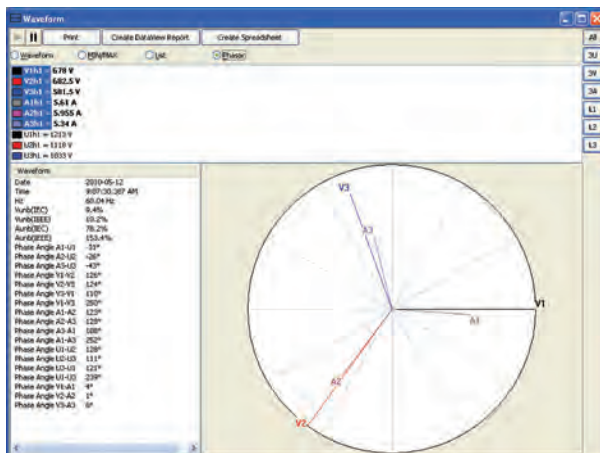 Waveform
Print Create DataView Report Create Spreadsheet
Waveform MIN/MAX List Phasor
All
3U
3V
3A
L1
L2
L3
V1h1 = 678 V
V2h1 = 682.5 V
V3h1 = 581.5 V
A1h1 = 5.61 A
A2h1 = 5.955 A
A3h1 = 5.34 A
U1h1 = 1213 V
U2h1 = 1118 V
U3h1 = 1033 V
Waveform
Date 2010-05-12
Time 9:07:30.287 AM
Hz 60.04 Hz
Vunb(IEC) 9.4%
Vunb(IEEE) 10.2%
Aunb(IEC) 78.2%
Aunb(IEEE) 153.4%
Phase Angle A1-U1 -31°
Phase Angle A2-U2 -26°
Phase Angle A3-U3 -43°
Phase Angle V1-V2 126°
Phase Angle V2-V3 124°
Phase Angle V3-V1 110°
Phase Angle V1-V3 250°
Phase Angle A1-A2 123°
Phase Angle A2-A3 129°
Phase Angle A3-A1 108°
Phase Angle A1-A3 252°
Phase Angle U1-U2 128°
Phase Angle U2-U3 111°
Phase Angle U3-U1 121°
Phase Angle U1-U3 239°
Phase Angle V1-A1 4°
Phase Angle V2-A2 1°
Phase Angle V3-A3 6°
V3
A3
V1
A1
A2
V2